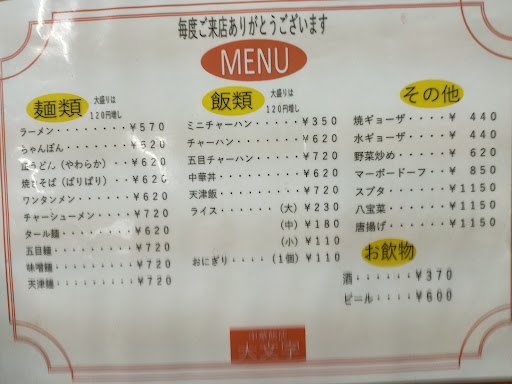 毎度ご来店ありがとうございます
MENU
麺類 大盛りは120円増し
ラーメン・・・・・・・・¥570
ちゃんぽん・・・・・・・¥620
皿うどん(やわらか)・・¥620
焼きそば(ぱりぱり)・・¥620
ワンタンメン・・・・・・¥620
チャーシューメン・・・・¥720
タール麺・・・・・・・・¥620
五目麺・・・・・・・・・¥720
味噌麺・・・・・・・・・¥720
天津麺・・・・・・・・・¥720
飯類 大盛りは120円増し
ミニチャーハン・・・・・・¥350
チャーハン・・・・・・・・¥620
五目チャーハン・・・・・・¥720
中華丼・・・・・・・・・・¥620
天津飯・・・・・・・・・・¥720
ライス・・・・・・(大)¥230
(中)¥180
(小)¥110
おにぎり・・・・(1個)¥110
その他
焼ギョーザ・・・・・¥ 440
水ギョーザ・・・・・¥ 440
野菜炒め・・・・・・¥ 620
マーボードーフ・・・¥ 850
スブタ・・・・・・・¥1150
八宝菜・・・・・・・¥1150
唐揚げ・・・・・・・¥1150
お飲物
酒・・・・・・¥370
ビール・・・・¥600